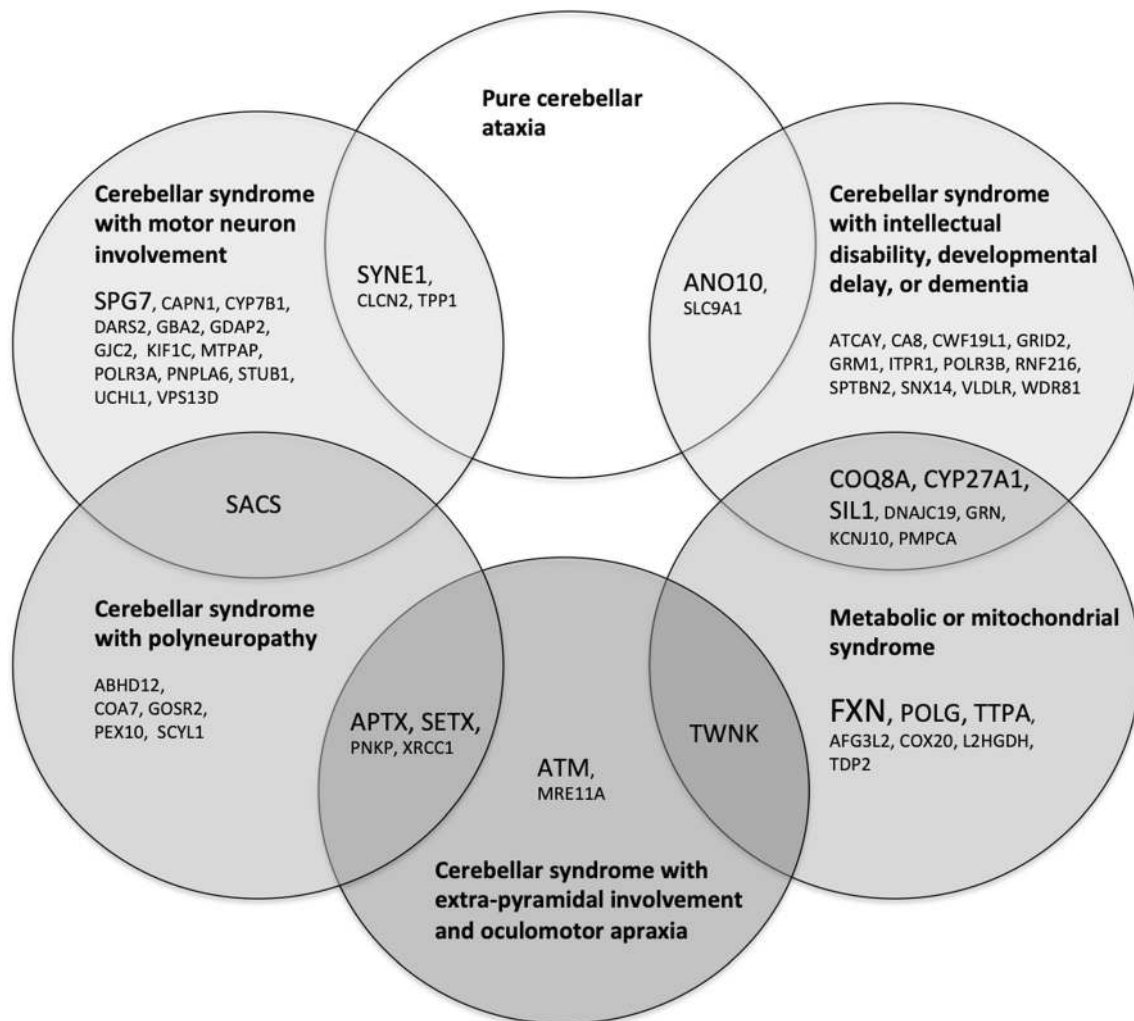 Pure cerebellar
ataxia
Cerebellar syndrome
with motor neuron
involvement
SPG7, CAPN1, CYP7B1,
DARS2, GBA2, GDAP2,
GJC2, KIF1C, MTPAP,
POLR3A, PNPLA6, STUB1,
UCHL1, VPS13D
SYNE1,
CLCN2, TPP1
ANO10,
SLC9A1
Cerebellar syndrome
with intellectual
disability, developmental
delay, or dementia
ATCAY, CA8, CWF19L1, GRID2,
GRM1, ITPR1, POLR3B, RNF216,
SPTBN2, SNX14, VLDLR, WDR81
SACS
COQ8A, CYP27A1,
SIL1, DNAJC19, GRN,
KCNJ10, PMPCA
Cerebellar syndrome
with polyneuropathy
ABHD12,
COA7, GOSR2,
PEX10, SCYL1
APTX, SETX,
PNKP, XRCC1
ATM,
MRE11A
TWNK
Metabolic or mitochondrial
syndrome
FXN, POLG, TTPA,
AFG3L2, COX20, L2HGDH,
TDP2
Cerebellar syndrome with
extra-pyramidal involvement
and oculomotor apraxia